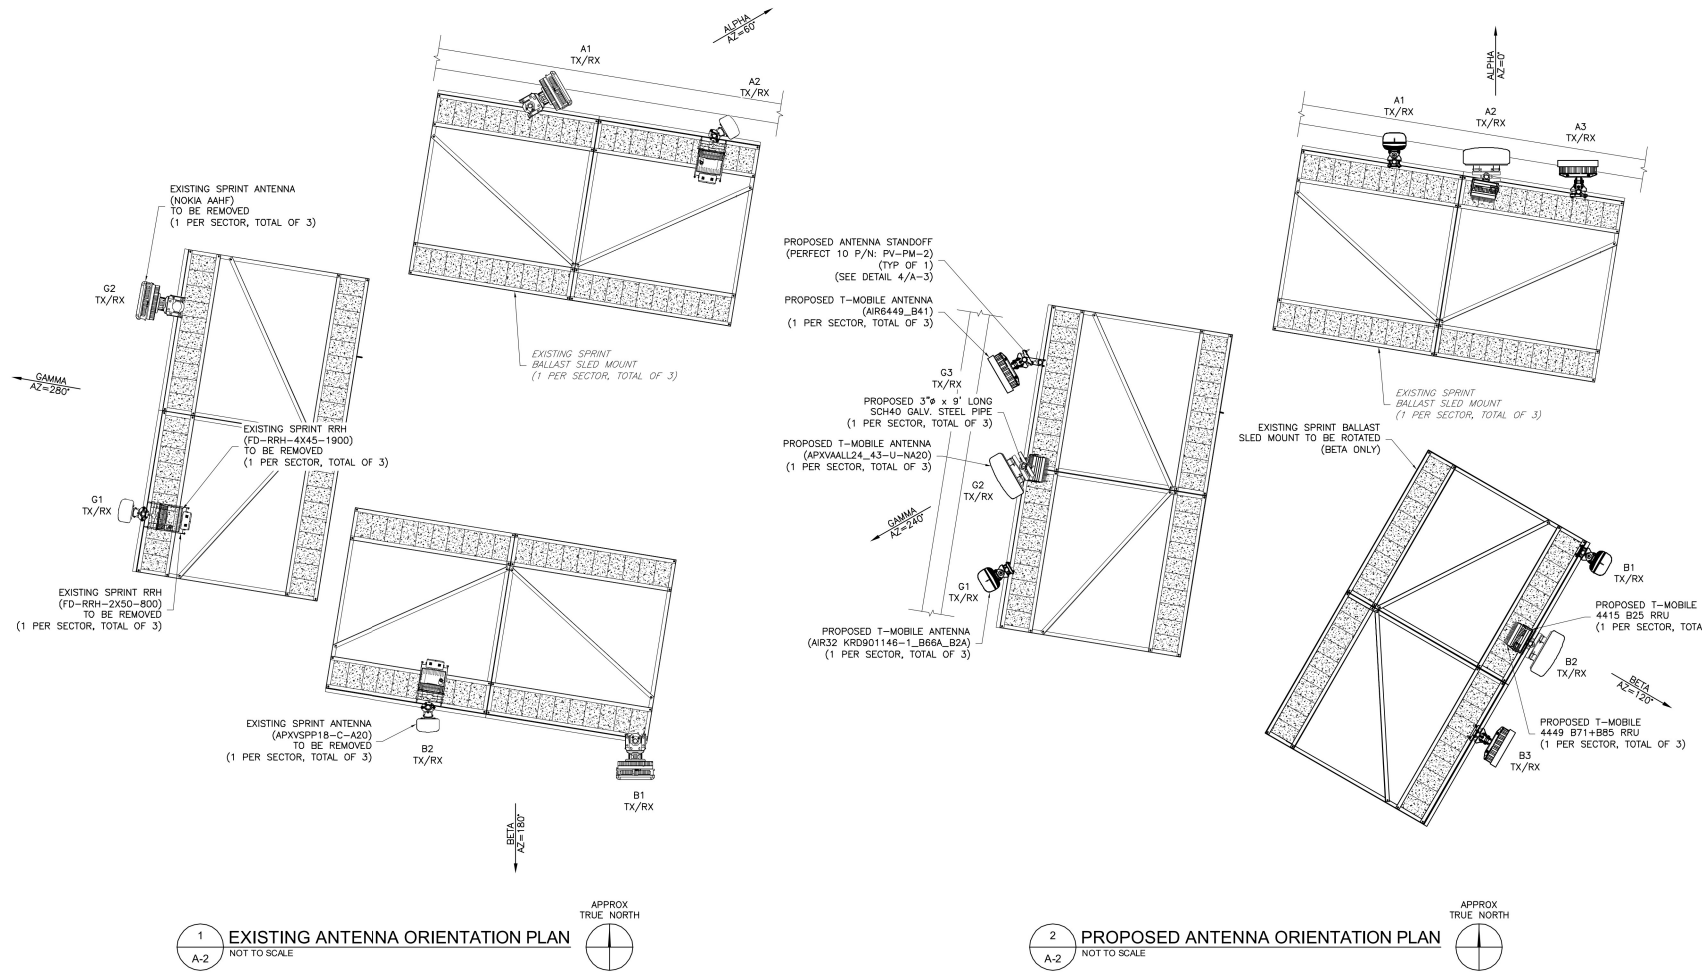 ALPHA
AZ=60°
A1
TX/RX
A2
TX/RX
EXISTING SPRINT ANTENNA
(NOKIA AAHF)
TO BE REMOVED
(1 PER SECTOR, TOTAL OF 3)
G2
TX/RX
EXISTING SPRINT
BALLAST SLED MOUNT
(1 PER SECTOR, TOTAL OF 3)
GAMMA
AZ=280°
EXISTING SPRINT RRH
(FD-RRH-4X45-1900)
TO BE REMOVED
(1 PER SECTOR, TOTAL OF 3)
G1
TX/RX
EXISTING SPRINT RRH
(FD-RRH-2X50-800)
TO BE REMOVED
(1 PER SECTOR, TOTAL OF 3)
EXISTING SPRINT ANTENNA
(APXVSPP18-C-A20)
TO BE REMOVED
(1 PER SECTOR, TOTAL OF 3)
B2
TX/RX
B1
TX/RX
BETA
AZ=180°
APPROX
TRUE NORTH
1
A-2
EXISTING ANTENNA ORIENTATION PLAN
NOT TO SCALE
ALPHA
AZ=0°
A1
TX/RX
A2
TX/RX
A3
TX/RX
PROPOSED ANTENNA STANDOFF
(PERFECT 10 P/N: PV-PM-2)
(TYP OF 1)
(SEE DETAIL 4/A-3)
PROPOSED T-MOBILE ANTENNA
(AIR6449_B41)
(1 PER SECTOR, TOTAL OF 3)
G3
TX/RX
PROPOSED 3"ø x 9' LONG
SCH40 GALV. STEEL PIPE
(1 PER SECTOR, TOTAL OF 3)
PROPOSED T-MOBILE ANTENNA
(APXVAALL24_43-U-NA20)
(1 PER SECTOR, TOTAL OF 3)
G2
TX/RX
GAMMA
AZ=240°
G1
TX/RX
PROPOSED T-MOBILE ANTENNA
(AIR32 KRD901146-1_B66A_B2A)
(1 PER SECTOR, TOTAL OF 3)
EXISTING SPRINT
BALLAST SLED MOUNT
(1 PER SECTOR, TOTAL OF 3)
EXISTING SPRINT BALLAST
SLED MOUNT TO BE ROTATED
(BETA ONLY)
B1
TX/RX
PROPOSED T-MOBILE
4415 B25 RRU
(1 PER SECTOR, TOTA
B2
TX/RX
BETA
AZ=120°
PROPOSED T-MOBILE
4449 B71+B85 RRU
(1 PER SECTOR, TOTAL OF 3)
B3
TX/RX
APPROX
TRUE NORTH
2
A-2
PROPOSED ANTENNA ORIENTATION PLAN
NOT TO SCALE